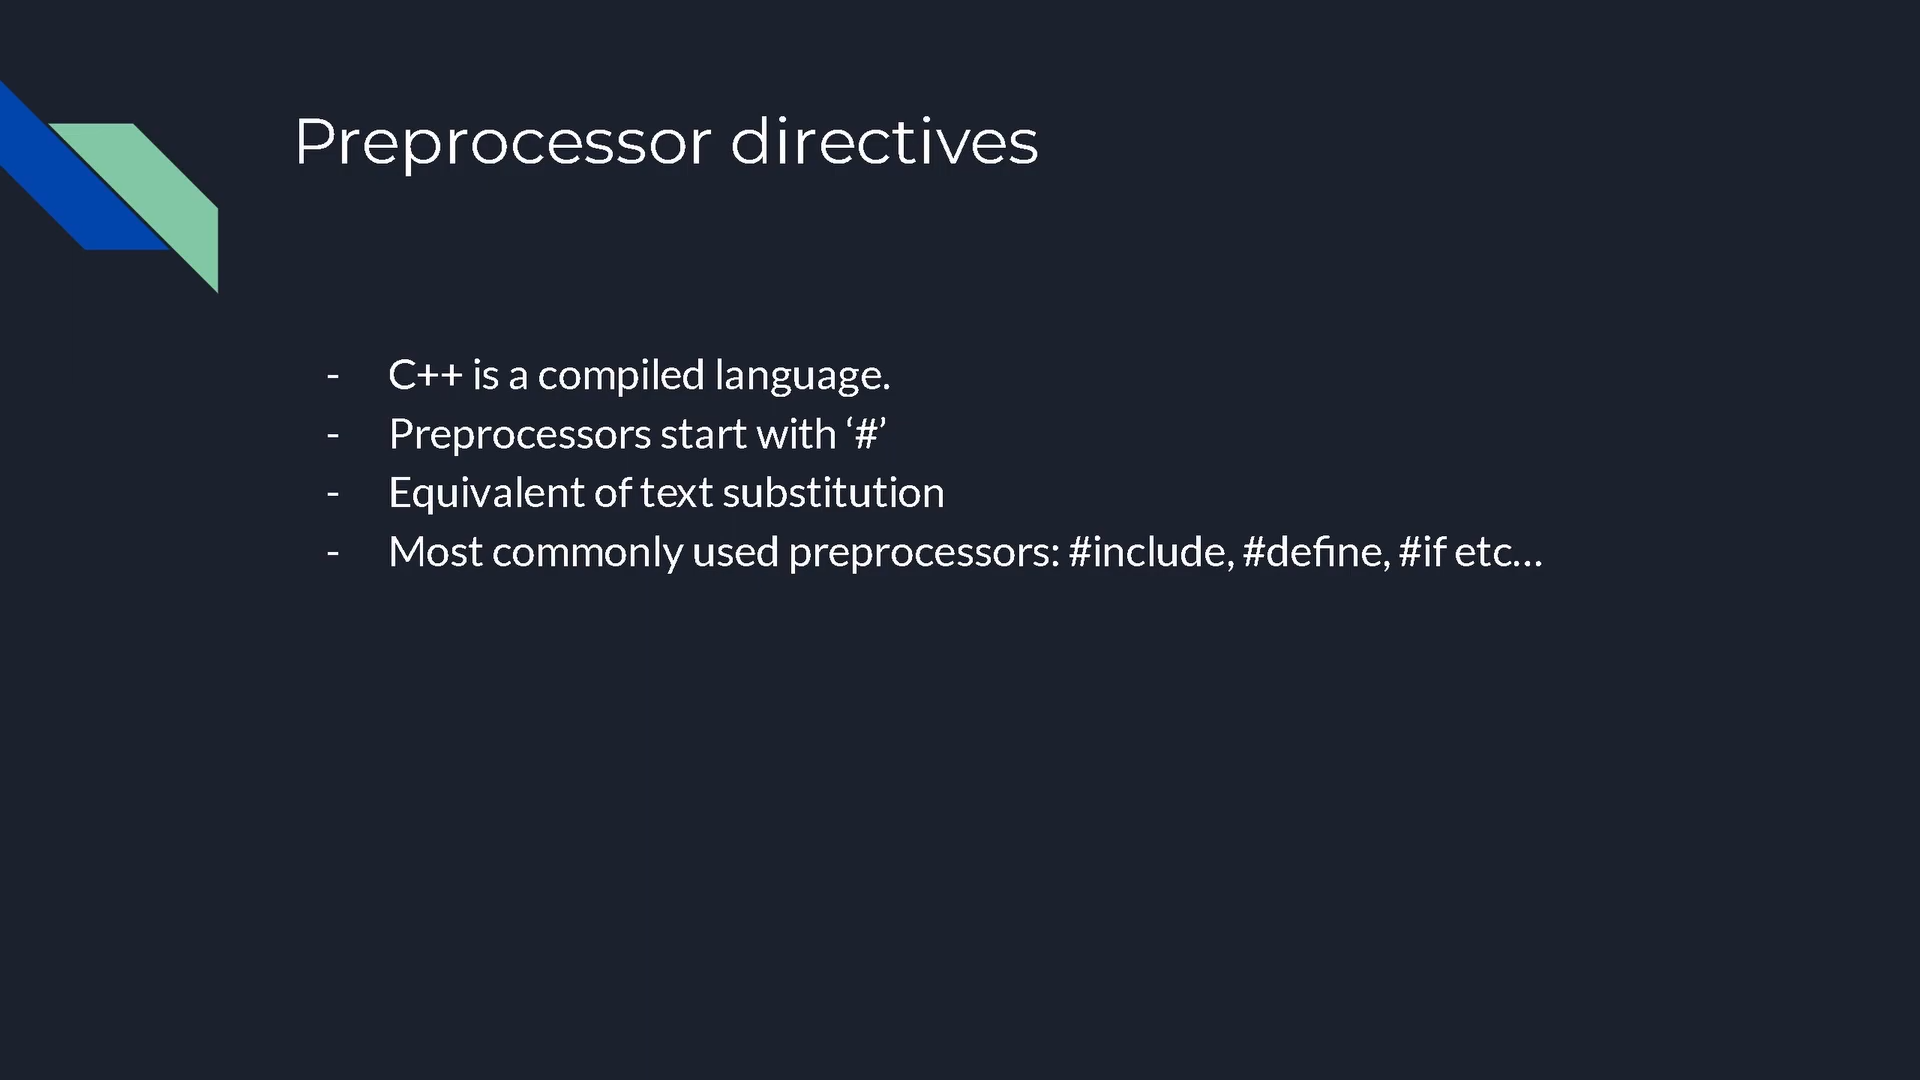 Preprocessor directives
- C++ is a compiled language.
- Preprocessors start with ‘#’
- Equivalent of text substitution
- Most commonly used preprocessors: #include, #define, #if etc...